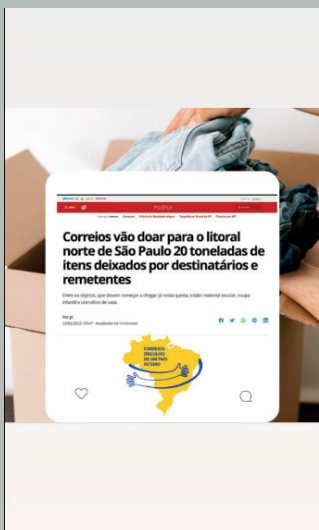 g1
POLÍTICA
Correios vão doar para o litoral
norte de São Paulo 20 toneladas de
itens deixados por destinatários e
remetentes
Entre os objetos, que devem começar a chegar já nesta quinta, estão material escolar, roupa
infantil e utensílios de casa.
Por g1
CORREIOS,
ORGULHO
DE UM PAÍS
INTEIRO